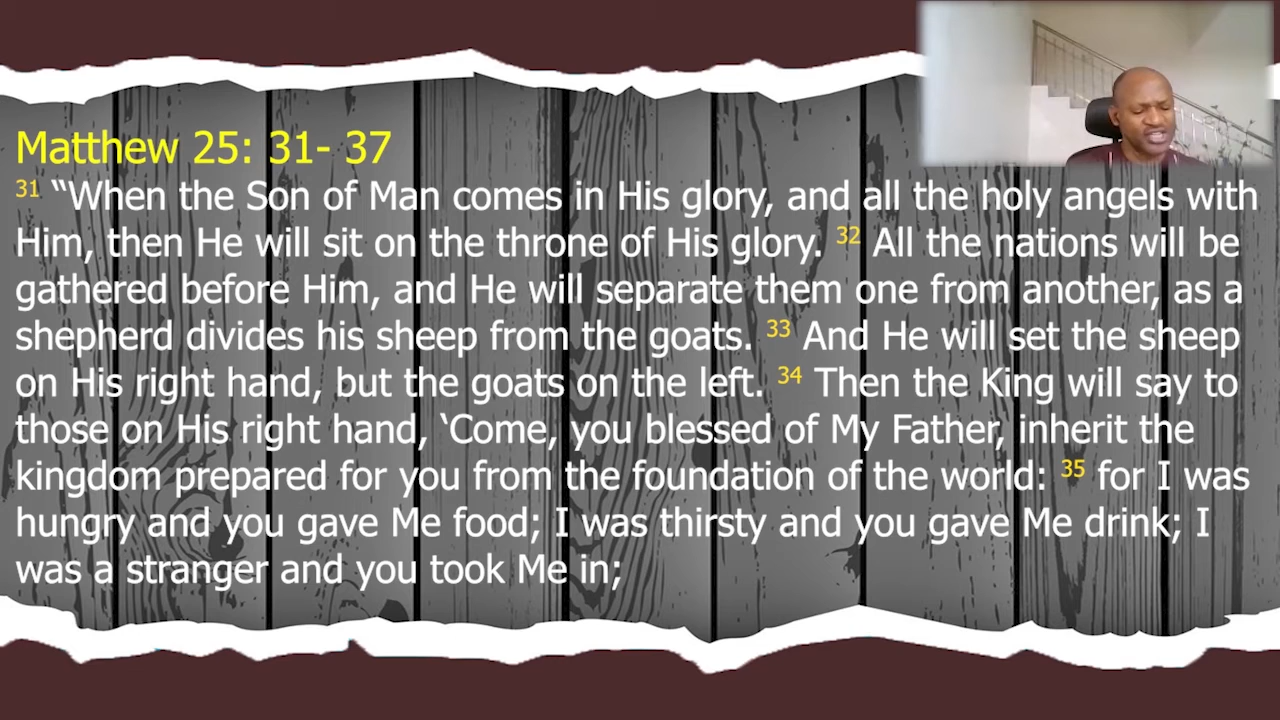 Matthew 25: 31- 37
31 “When the Son of Man comes in His glory, and all the holy angels with
Him, then He will sit on the throne of His glory. 32 All the nations will be
gathered before Him, and He will separate them one from another, as a
shepherd divides his sheep from the goats. 33 And He will set the sheep
on His right hand, but the goats on the left. 34 Then the King will say to
those on His right hand, ‘Come, you blessed of My Father, inherit the
kingdom prepared for you from the foundation of the world: 35 for I was
hungry and you gave Me food; I was thirsty and you gave Me drink; I
was a stranger and you took Me in;